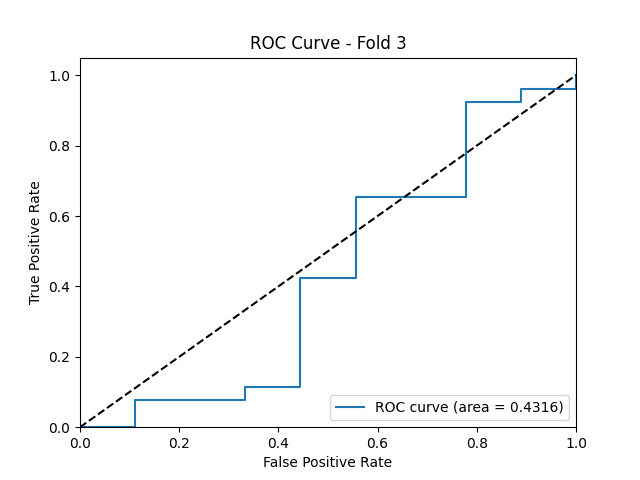 ROC Curve - Fold 3
1.0
0.8
0.6
0.4
0.2
0.0
True Positive Rate
ROC curve (area = 0.4316)
0.0 0.2 0.4 0.6 0.8 1.0
False Positive Rate